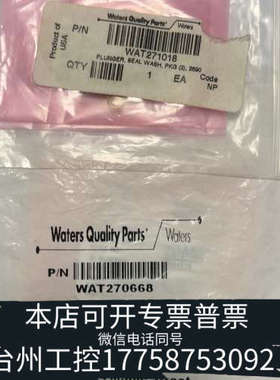 Product of
USA
P/N
Waters Quality Parts™
Waters
WAT271018
PLUNGER, SEAL WASH, PKG (2), 2690
QTY
1
EA
Code
NP
Waters Quality Parts™
Waters
P/N
WAT270668
本店可开专票普票
微信电话同号
台州工控17758753092